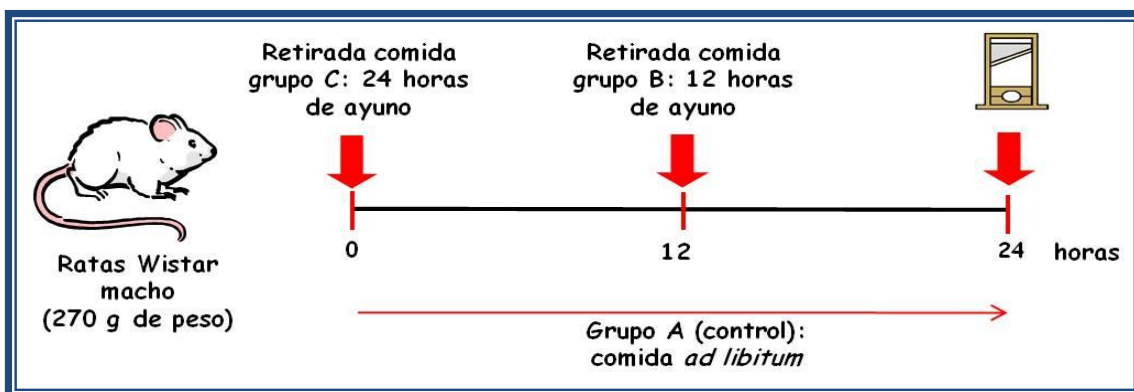 Retirada comida
grupo C: 24 horas
de ayuno
Retirada comida
grupo B: 12 horas
de ayuno
0
12
24
horas
Ratas Wistar
macho
(270 g de peso)
Grupo A (control):
comida ad libitum